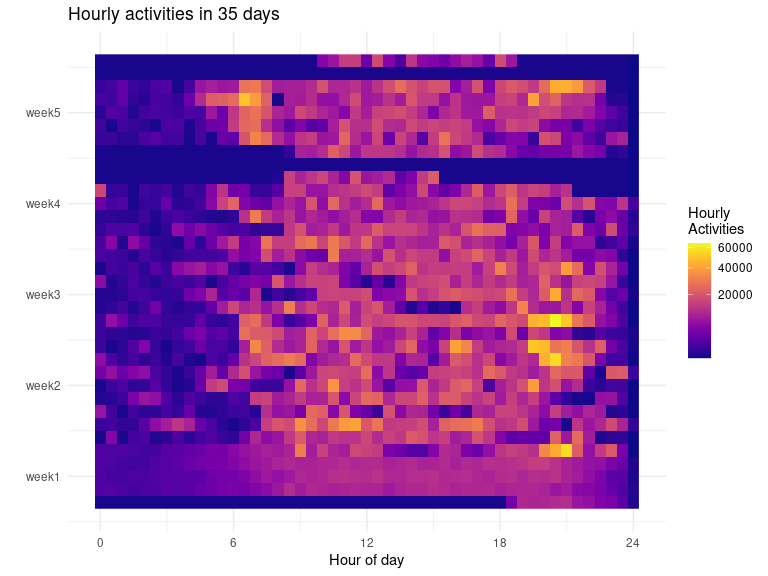 Hourly activities in 35 days
week5
week4
week3
week2
week1
0 6 12 18 24
Hour of day
Hourly
Activities
60000
40000
20000